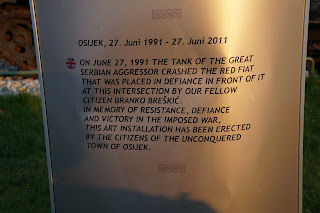 OSIJEK, 27. Juni 1991 - 27. Juni 2011
ON JUNE 27, 1991 THE TANK OF THE GREAT
SERBIAN AGGRESSOR CRASHED THE RED FIAT
THAT WAS PLACED IN DEFIANCE IN FRONT OF IT
AT THIS INTERSECTION BY OUR FELLOW
CITIZEN BRANKO BREŠKIĆ.
IN MEMORY OF RESISTANCE, DEFIANCE
AND VICTORY IN THE IMPOSED WAR,
THIS ART INSTALLATION HAS BEEN ERECTED
BY THE CITIZENS OF THE UNCONQUERED
TOWN OF OSIJEK.